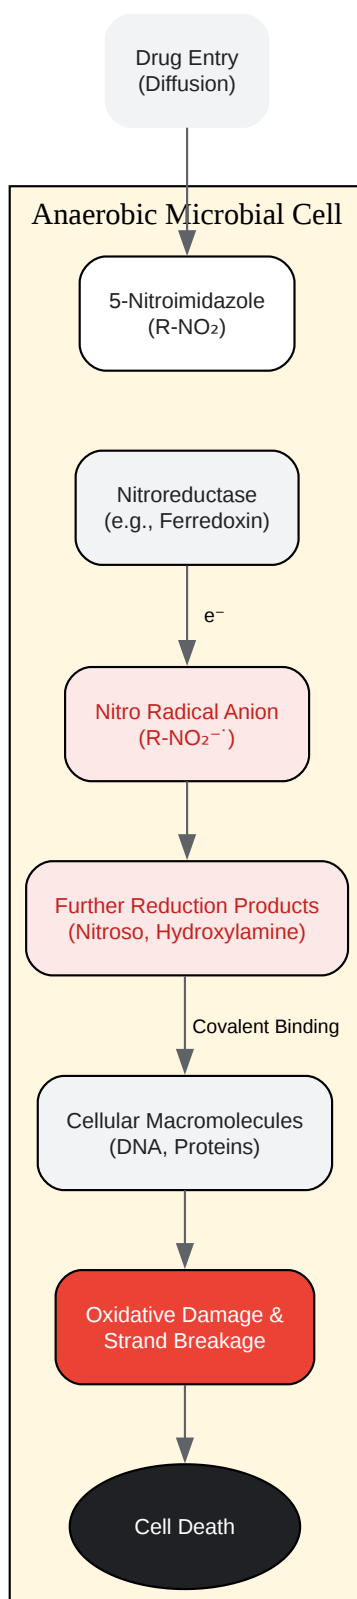 Drug Entry
(Diffusion)
Anaerobic Microbial Cell
5-Nitroimidazole
(R-NO₂)
Nitroreductase
(e.g., Ferredoxin)
e⁻
Nitro Radical Anion
(R-NO₂⁻˙)
Further Reduction Products
(Nitroso, Hydroxylamine)
Covalent Binding
Cellular Macromolecules
(DNA, Proteins)
Oxidative Damage &
Strand Breakage
Cell Death